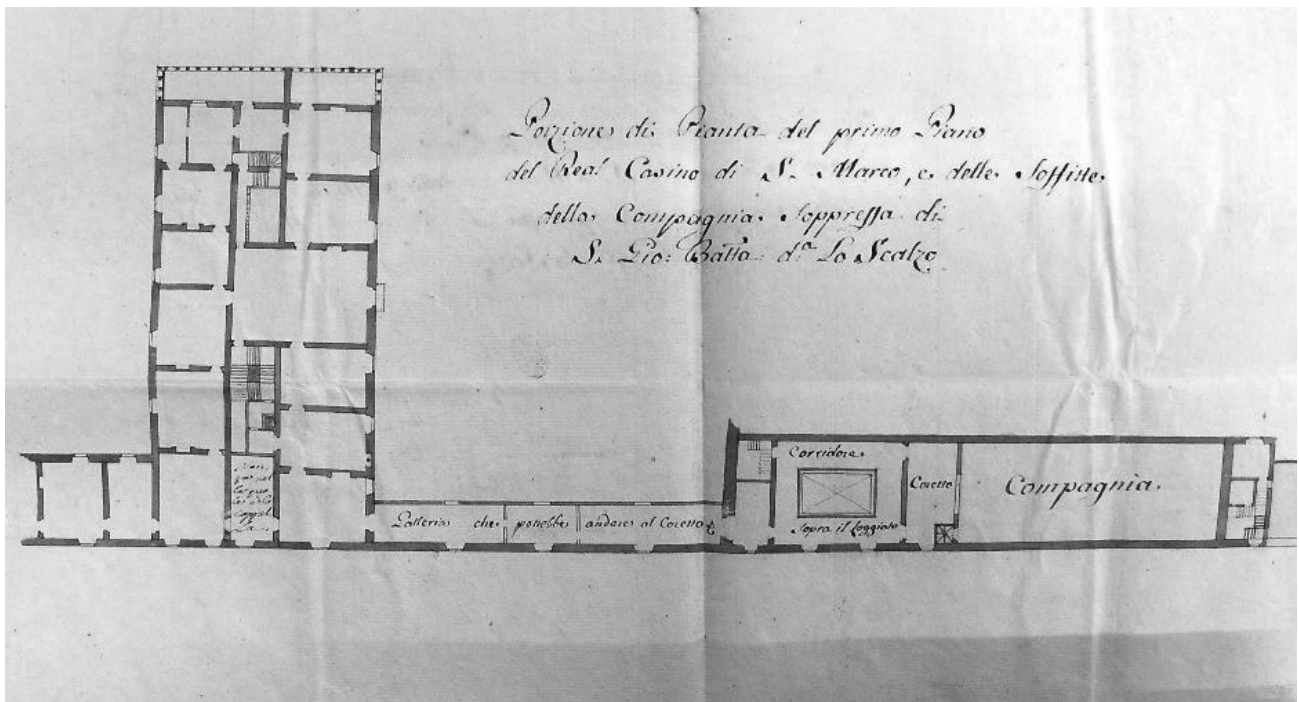 Porzione di Pianta del primo Piano
del Real Casino di S. Marco, e delle Soffitte
della Compagnia Soppressa di
S. Gio: Batta dª Lo Scalzo
Corridore
Coretto
Compagnia
Galleria che potrebbe andare al Coretto
Sopra il Loggiato